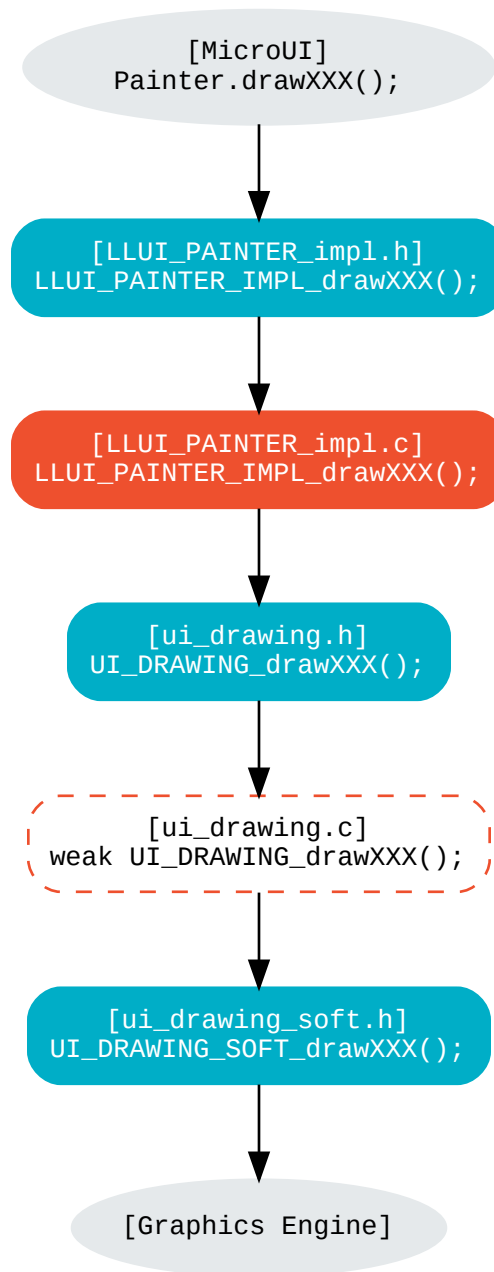 [MicroUI]
Painter.drawXXX();
[LLUI_PAINTER_impl.h]
LLUI_PAINTER_IMPL_drawXXX();
[LLUI_PAINTER_impl.c]
LLUI_PAINTER_IMPL_drawXXX();
[ui_drawing.h]
UI_DRAWING_drawXXX();
[ui_drawing.c]
weak UI_DRAWING_drawXXX();
[ui_drawing_soft.h]
UI_DRAWING_SOFT_drawXXX();
[Graphics Engine]